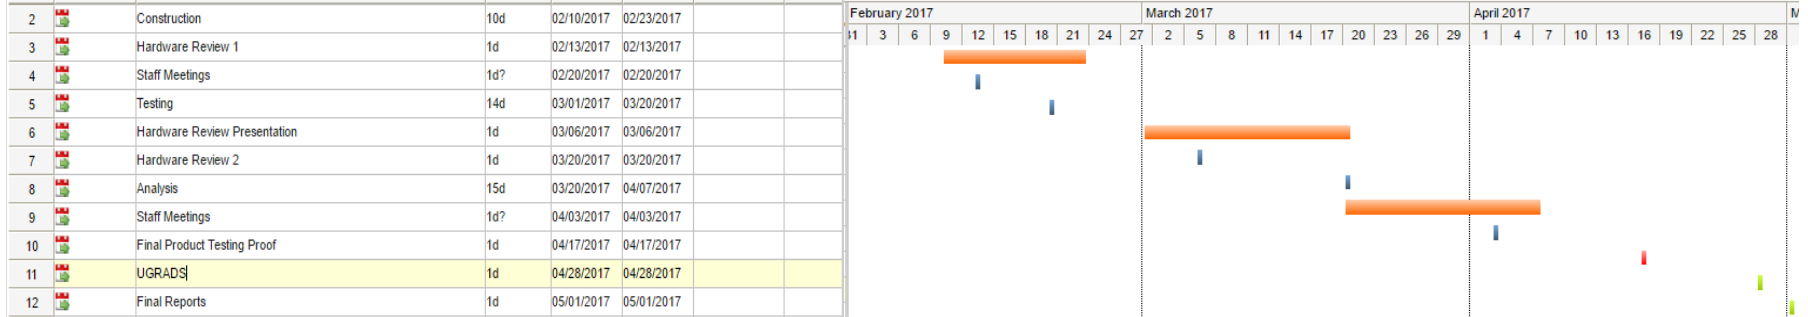 February 2017 March 2017 April 2017 M
31 3 6 9 12 15 18 21 24 27 2 5 8 11 14 17 20 23 26 29 1 4 7 10 13 16 19 22 25 28
2 Construction 10d 02/10/2017 02/23/2017
3 Hardware Review 1 1d 02/13/2017 02/13/2017
4 Staff Meetings 1d? 02/20/2017 02/20/2017
5 Testing 14d 03/01/2017 03/20/2017
6 Hardware Review Presentation 1d 03/06/2017 03/06/2017
7 Hardware Review 2 1d 03/20/2017 03/20/2017
8 Analysis 15d 03/20/2017 04/07/2017
9 Staff Meetings 1d? 04/03/2017 04/03/2017
10 Final Product Testing Proof 1d 04/17/2017 04/17/2017
11 UGRADS 1d 04/28/2017 04/28/2017
12 Final Reports 1d 05/01/2017 05/01/2017